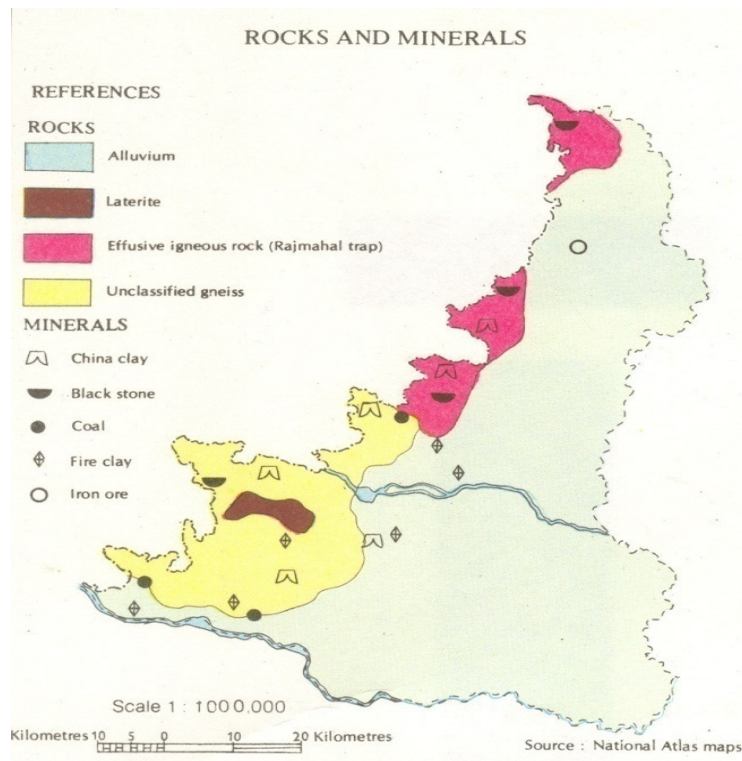 ROCKS AND MINERALS
REFERENCES
ROCKS
Alluvium
Laterite
Effusive igneous rock (Rajmahal trap)
Unclassified gneiss
MINERALS
China clay
Black stone
Coal
Fire clay
Iron ore
Scale 1 : 1000,000
Kilometres 10 5 0 10 20 Kilometres
Source : National Atlas maps